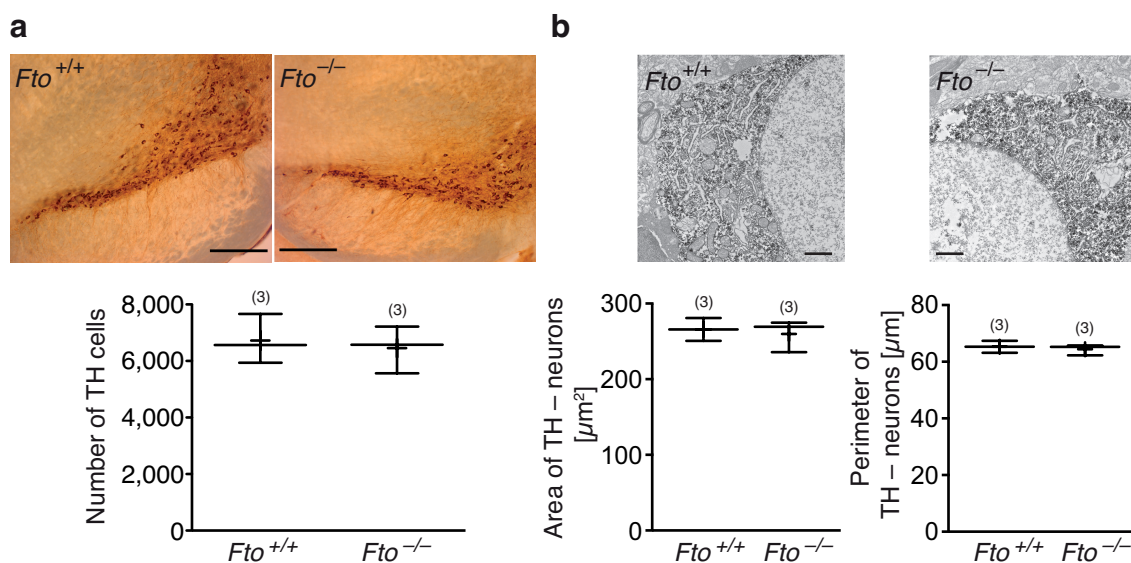 a
Fto +/+
Fto –/–
8,000
6,000
4,000
2,000
0
Number of TH cells
(3)
(3)
Fto +/+
Fto –/–
b
Fto +/+
Fto –/–
300
200
100
0
Area of TH – neurons
[µm²]
(3)
(3)
Fto +/+
Fto –/–
80
60
40
20
0
Perimeter of
TH – neurons [µm]
(3)
(3)
Fto +/+
Fto –/–